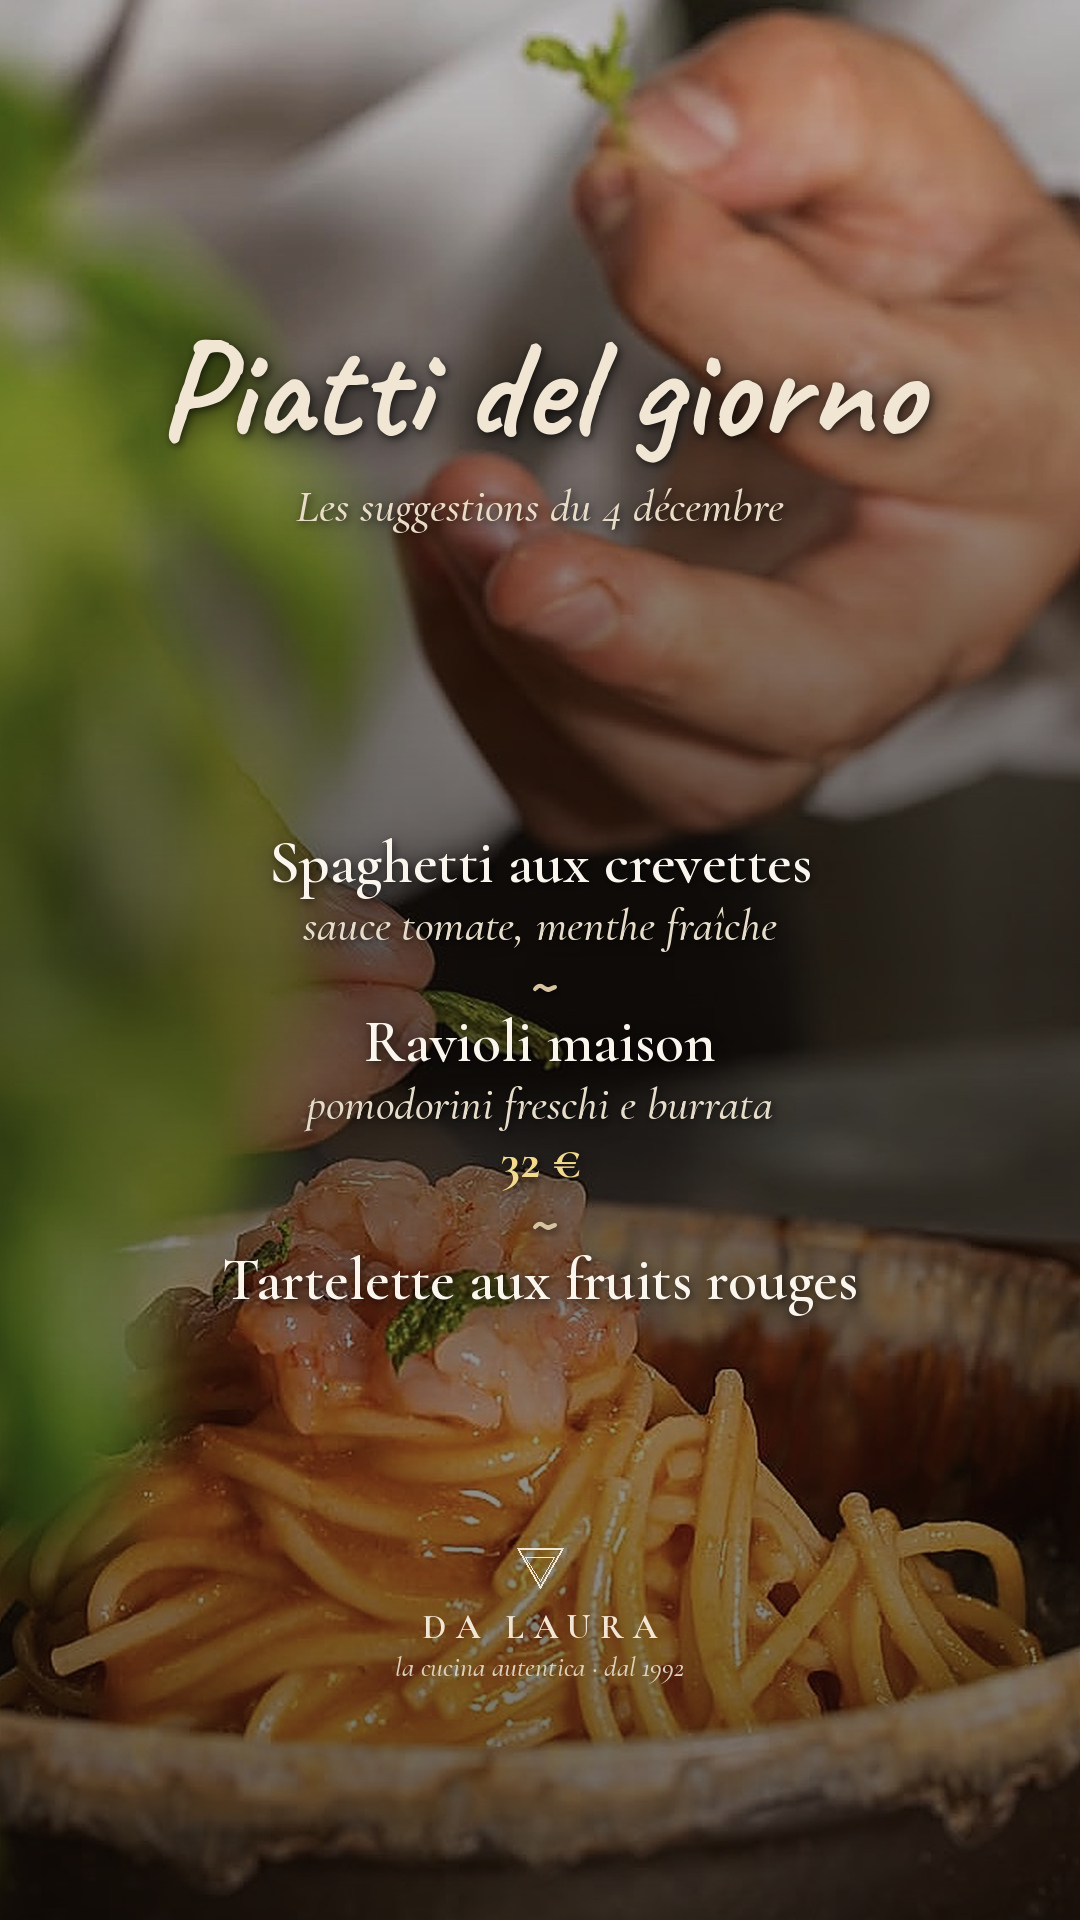 Piatti del giorno
Les suggestions du 4 décembre
Spaghetti aux crevettes
sauce tomate, menthe fraîche
~
Ravioli maison
pomodorini freschi e burrata
32 €
~
Tartelette aux fruits rouges
DA LAURA
la cucina autentica · dal 1992